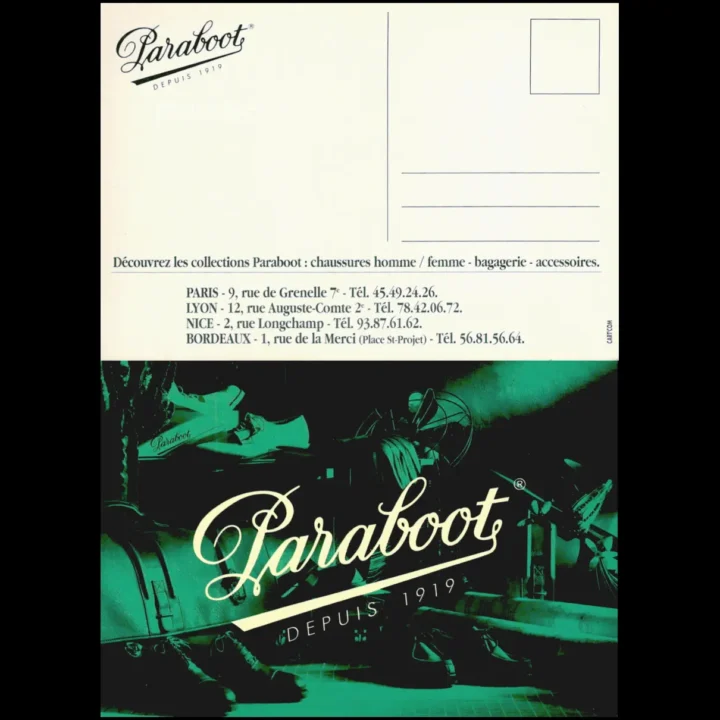 Paraboot®
DEPUIS 1919
Découvrez les collections Paraboot : chaussures homme / femme - bagagerie - accessoires.
PARIS - 9, rue de Grenelle 7e - Tél. 45.49.24.26.
LYON - 12, rue Auguste-Comte 2e - Tél. 78.42.06.72.
NICE - 2, rue Longchamp - Tél. 93.87.61.62.
BORDEAUX - 1, rue de la Merci (Place St-Projet) - Tél. 56.81.56.64.
CART'COM
Paraboot
Paraboot®
DEPUIS 1919